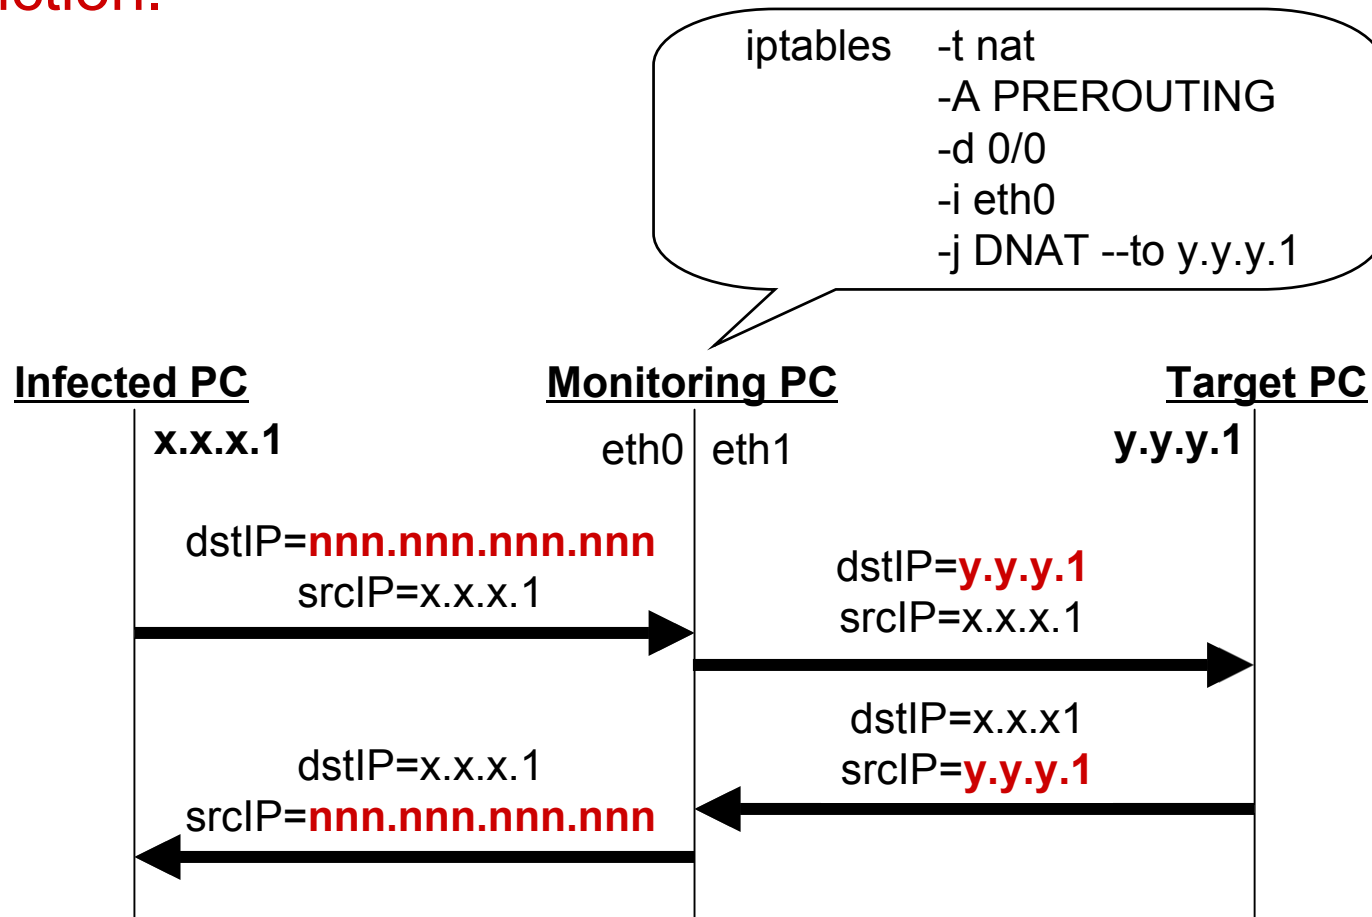 iptables -t nat
-A PREROUTING
-d 0/0
-i eth0
-j DNAT --to y.y.y.1
Infected PC Monitoring PC Target PC
x.x.x.1 eth0 eth1 y.y.y.1
dstIP=nnn.nnn.nnn.nnn
srcIP=x.x.x.1
dstIP=y.y.y.1
srcIP=x.x.x.1
dstIP=x.x.x1
srcIP=y.y.y.1
dstIP=x.x.x.1
srcIP=nnn.nnn.nnn.nnn